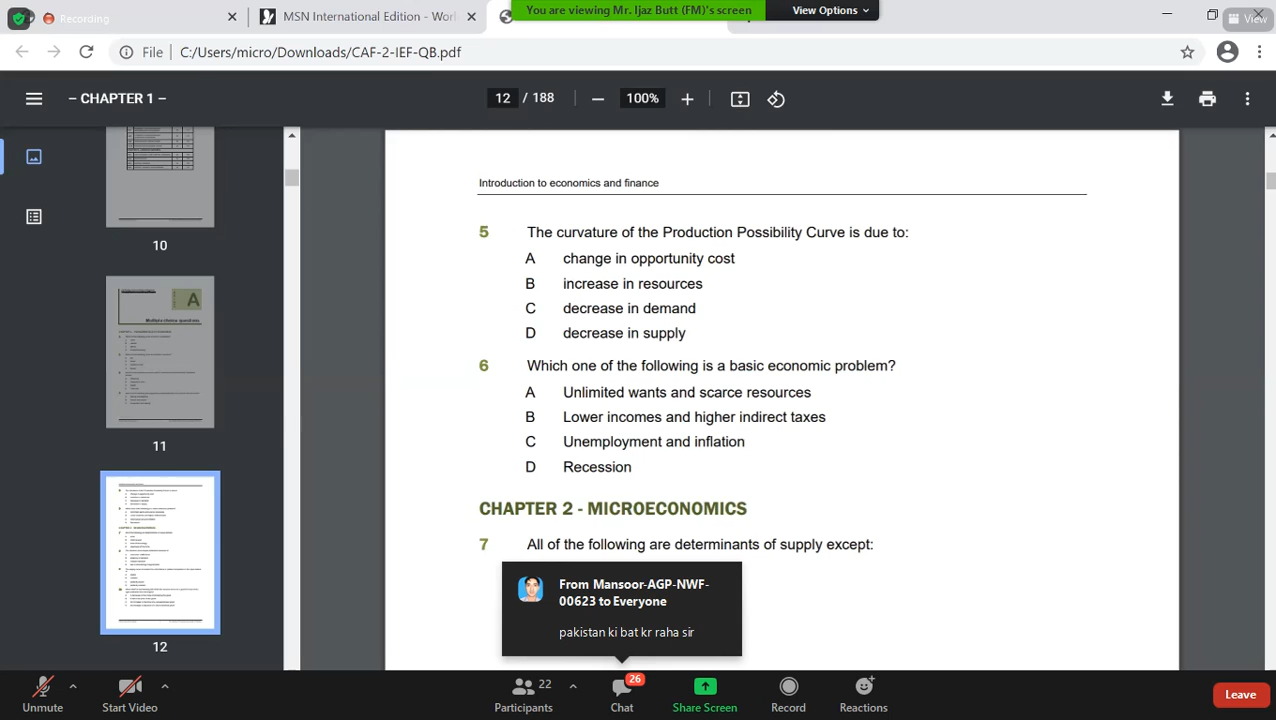 Recording
MSN International Edition - Worl
You are viewing Mr. Ijaz Butt (FM)'s screen
View Options
View
File
C:/Users/micro/Downloads/CAF-2-IEF-QB.pdf
– CHAPTER 1 –
12 / 188
100%
10
A
Multiple choice questions
11
12
Introduction to economics and finance
5 The curvature of the Production Possibility Curve is due to:
A change in opportunity cost
B increase in resources
C decrease in demand
D decrease in supply
6 Which one of the following is a basic economic problem?
A Unlimited wants and scarce resources
B Lower incomes and higher indirect taxes
C Unemployment and inflation
D Recession
CHAPTER 2 - MICROECONOMICS
7 All of the following are determinants of supply except:
From Mansoor-AGP-NWF-
00623 to Everyone
pakistan ki bat kr raha sir
Unmute
Start Video
22
Participants
26
Chat
Share Screen
Record
Reactions
Leave